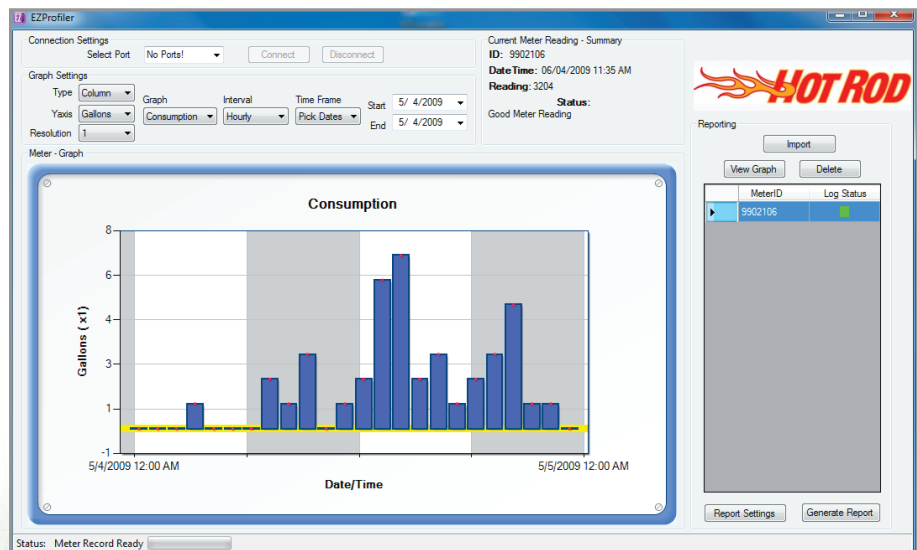 EZ EZProfiler
Connection Settings
Select Port No Ports! Connect Disconnect
Graph Settings
Type Column
Yaxis Gallons
Resolution 1
Graph
Consumption
Interval
Hourly
Time Frame
Pick Dates
Start 5/ 4/2009
End 5/ 4/2009
Current Meter Reading - Summary
ID: 9902106
DateTime: 06/04/2009 11:35 AM
Reading: 3204
Status:
Good Meter Reading
HOT ROD
Reporting
Import
View Graph Delete
MeterID Log Status
9902106
Report Settings Generate Report
Meter - Graph
Consumption
Gallons ( x1)
8
6
4
3
1
-1
5/4/2009 12:00 AM 5/5/2009 12:00 AM
Date/Time
Status: Meter Record Ready